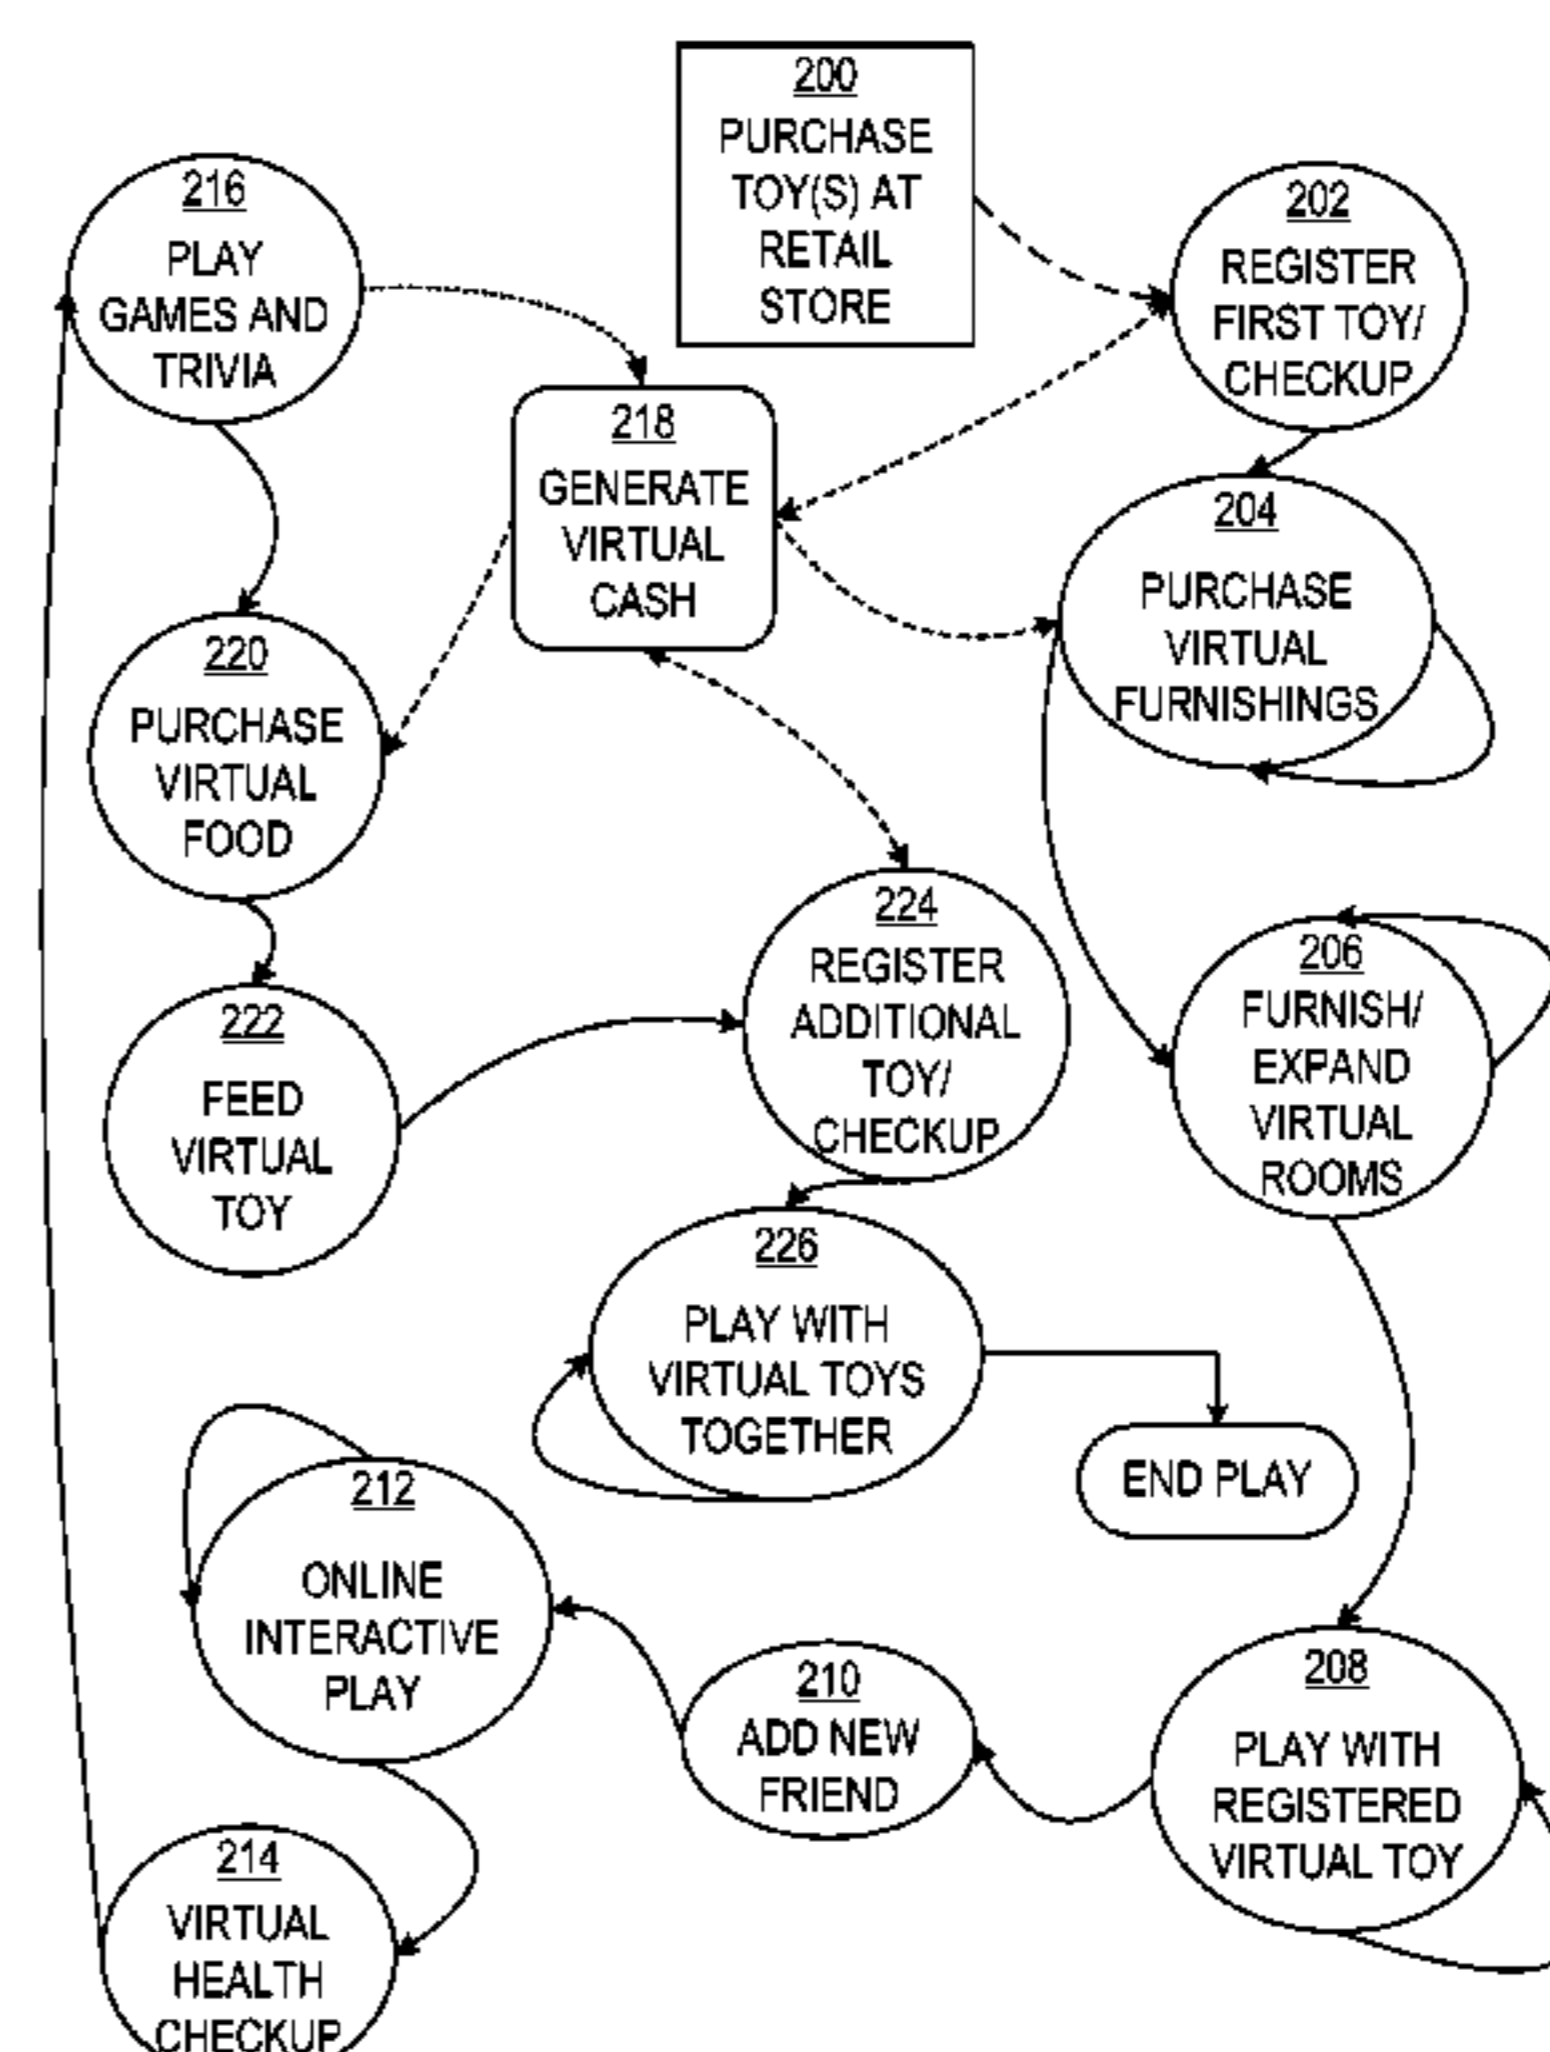 200
PURCHASE
TOY(S) AT
RETAIL
STORE
216
PLAY
GAMES AND
TRIVIA
202
REGISTER
FIRST TOY/
CHECKUP
218
GENERATE
VIRTUAL
CASH
204
PURCHASE
VIRTUAL
FURNISHINGS
220
PURCHASE
VIRTUAL
FOOD
224
REGISTER
ADDITIONAL
TOY/
CHECKUP
206
FURNISH/
EXPAND
VIRTUAL
ROOMS
222
FEED
VIRTUAL
TOY
226
PLAY WITH
VIRTUAL TOYS
TOGETHER
END PLAY
212
ONLINE
INTERACTIVE
PLAY
210
ADD NEW
FRIEND
208
PLAY WITH
REGISTERED
VIRTUAL TOY
214
VIRTUAL
HEALTH
CHECKUP